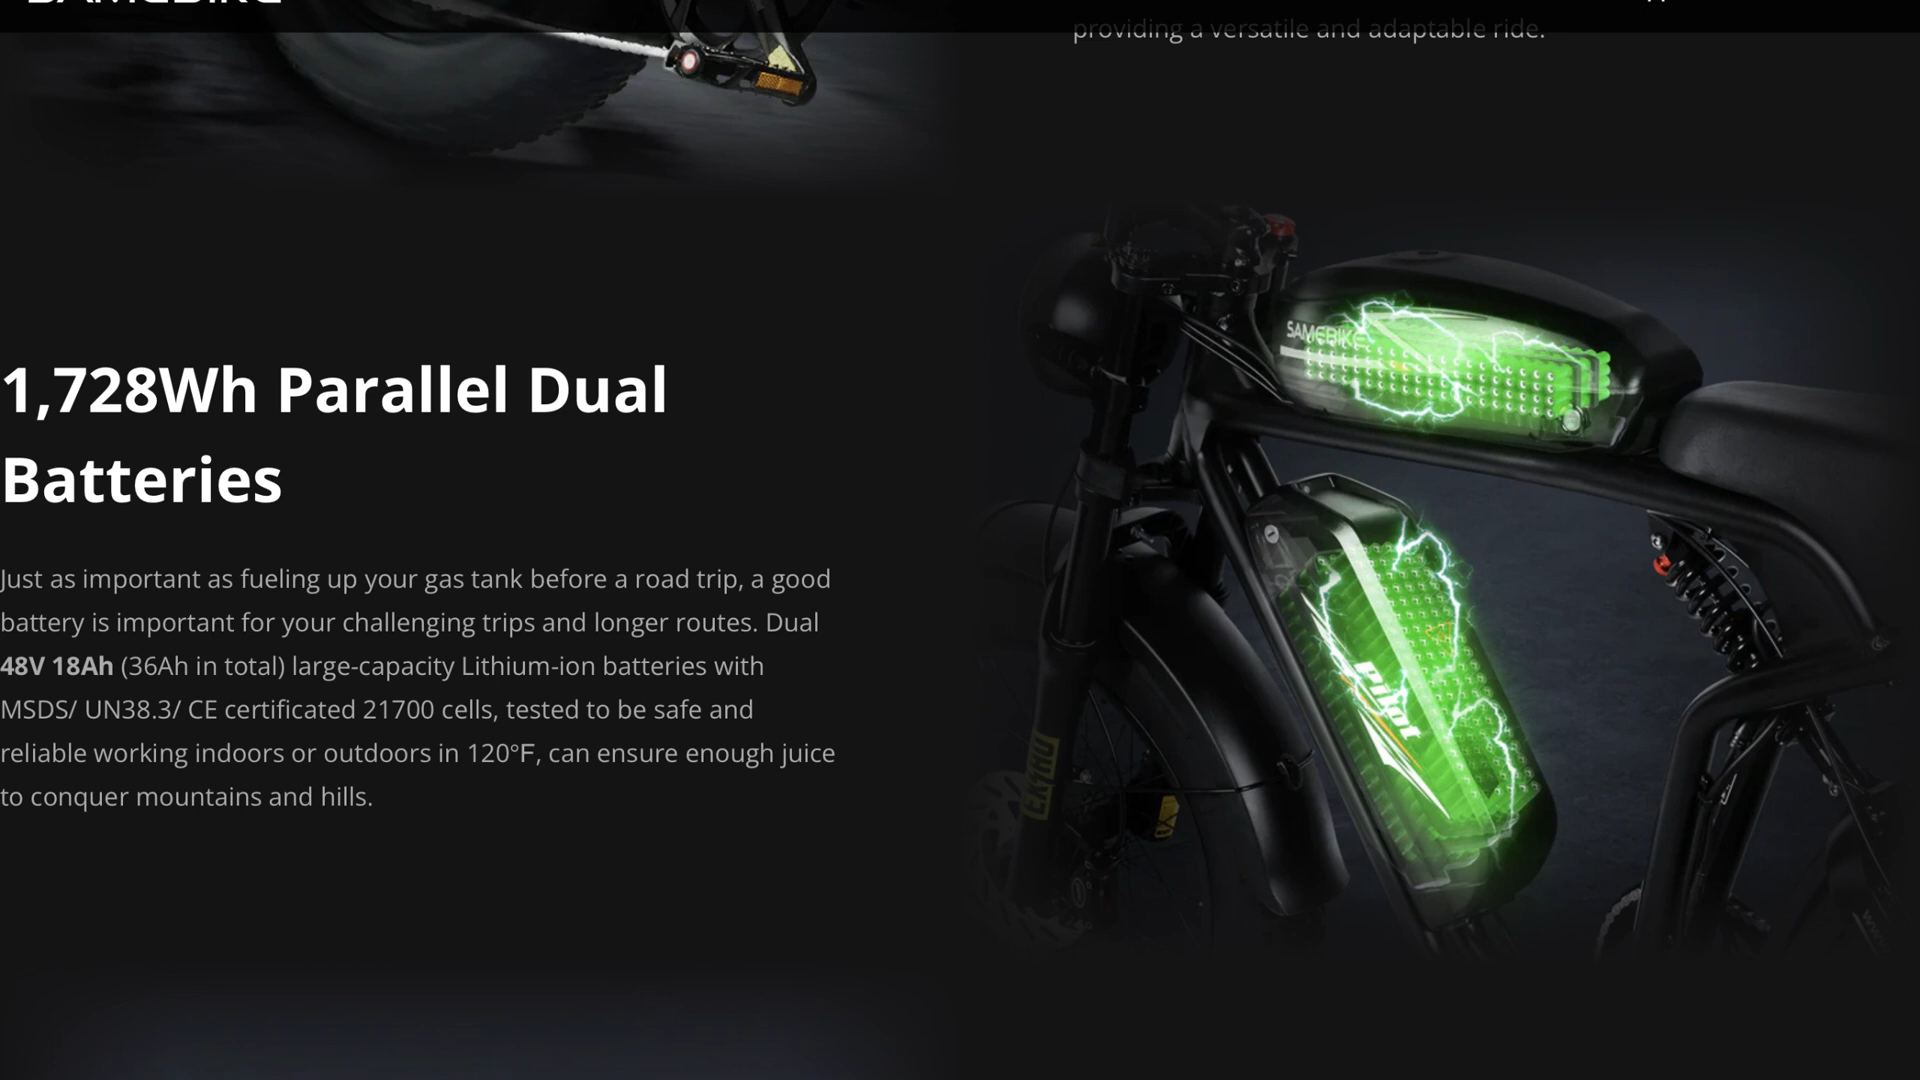 SAMEBIKE
providing a versatile and adaptable ride.
1,728Wh Parallel Dual
Batteries
Just as important as fueling up your gas tank before a road trip, a good
battery is important for your challenging trips and longer routes. Dual
48V 18Ah (36Ah in total) large-capacity Lithium-ion batteries with
MSDS/ UN38.3/ CE certificated 21700 cells, tested to be safe and
reliable working indoors or outdoors in 120°F, can ensure enough juice
to conquer mountains and hills.
SAMEBIKE
Pilot